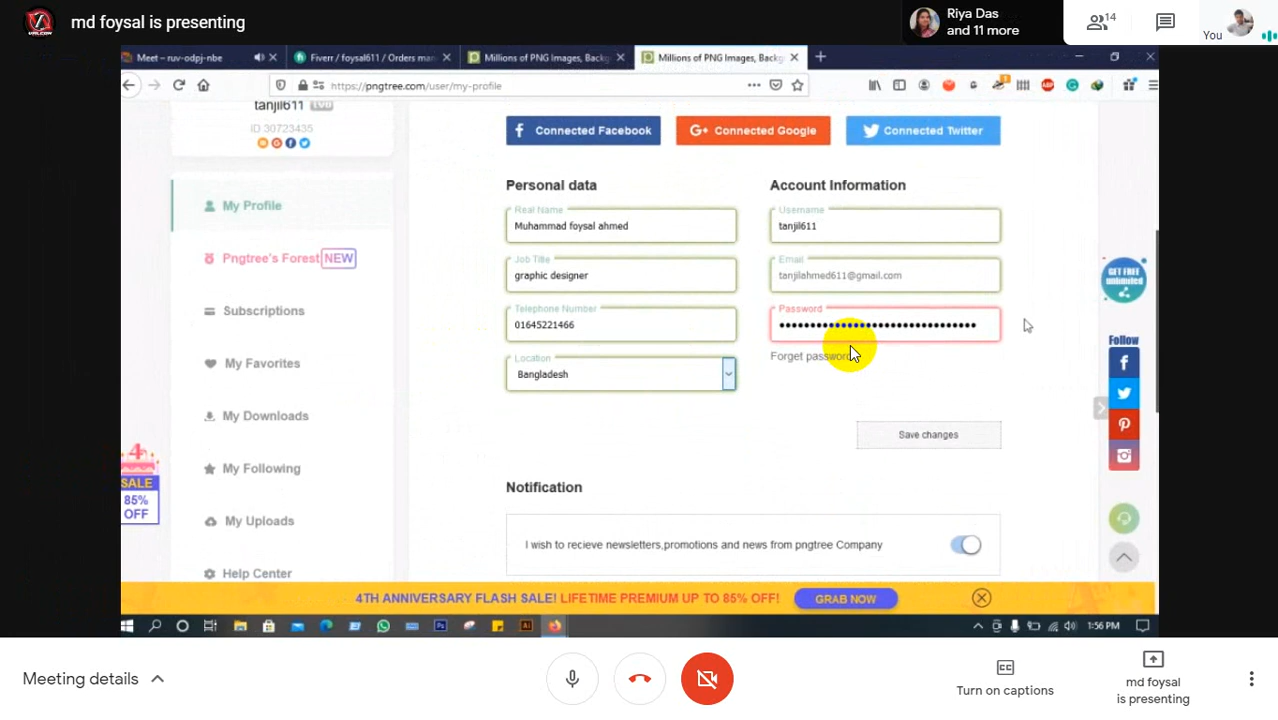 md foysal is presenting
Riya Das
and 11 more
14
You
Meet – ruv-odpj-nbe
Fiverr / foysal611 / Orders man
Millions of PNG Images, Backg
Millions of PNG Images, Backg
https://pngtree.com/user/my-profile
tanjil611
ID 30723435
Connected Facebook
G+ Connected Google
Connected Twitter
My Profile
Pngtree's Forest NEW
Subscriptions
My Favorites
My Downloads
My Following
My Uploads
Help Center
Personal data
Real Name
Muhammad foysal ahmed
Job Title
graphic designer
Telephone Number
01645221466
Location
Bangladesh
Account Information
Username
tanjil611
Email
tanjilahmed611@gmail.com
Password
Forget password
Save changes
Notification
I wish to recieve newsletters,promotions and news from pngtree Company
GET FREE
unlimited
Follow
4
SALE
85%
OFF
4TH ANNIVERSARY FLASH SALE! LIFETIME PREMIUM UP TO 85% OFF!
GRAB NOW
1:56 PM
Meeting details
Turn on captions
md foysal
is presenting